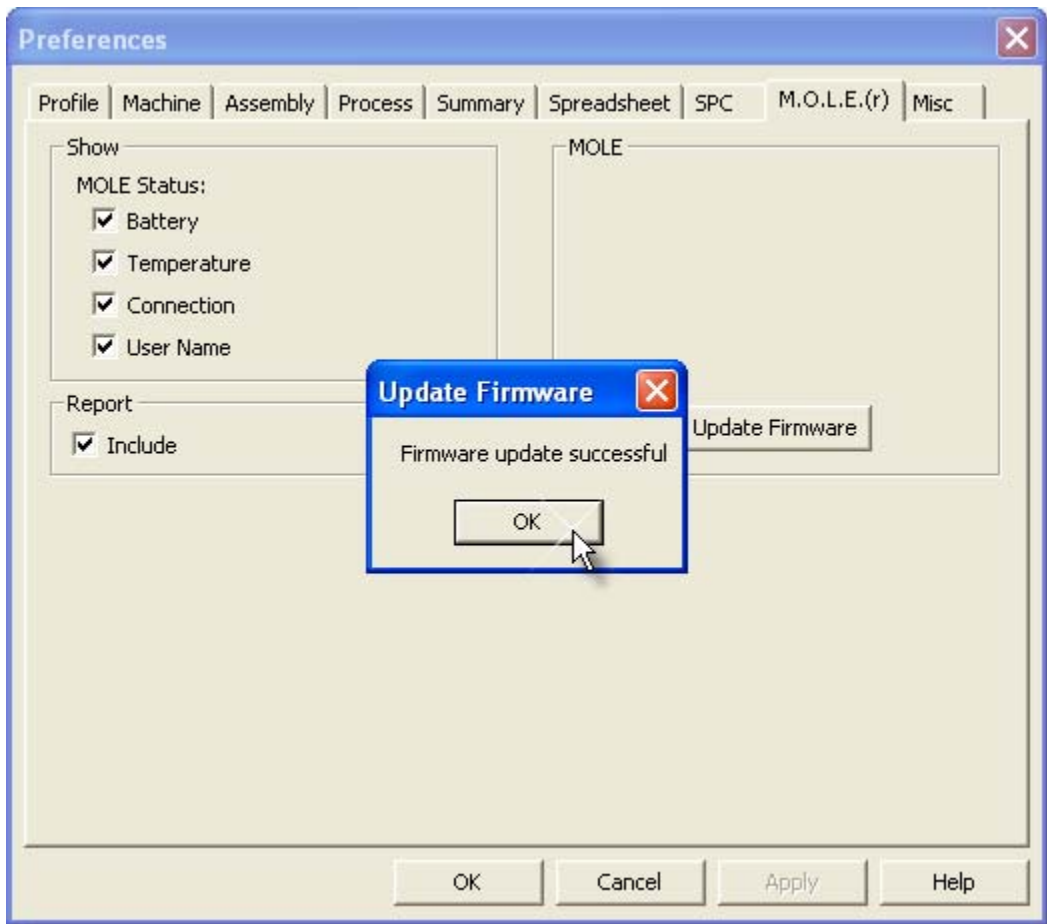 Preferences
Profile Machine Assembly Process Summary Spreadsheet SPC M.O.L.E.(r) Misc
Show
MOLE Status:
Battery
Temperature
Connection
User Name
Report
Include
MOLE
Update Firmware
Update Firmware
Firmware update successful
OK
OK Cancel Apply Help